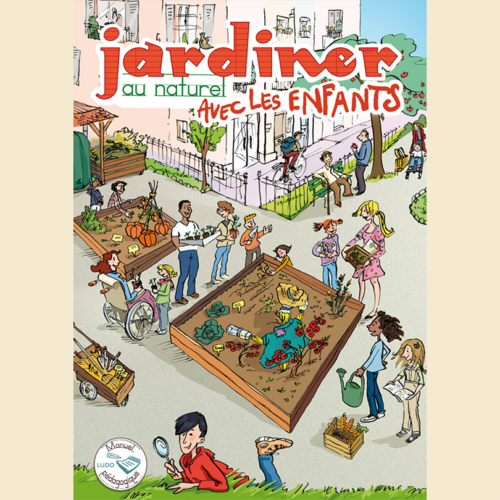 jardiner
au naturel
AVEC LES ENFANTS
Manuel
LUDO
pédagogique